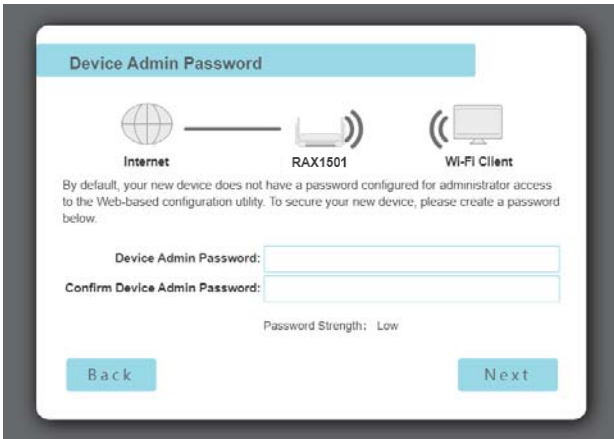 Device Admin Password
Internet
RAX1501
Wi-Fi Client
By default, your new device does not have a password configured for administrator access
to the Web-based configuration utility. To secure your new device, please create a password
below.
Device Admin Password:
Confirm Device Admin Password:
Password Strength: Low
Back
Next